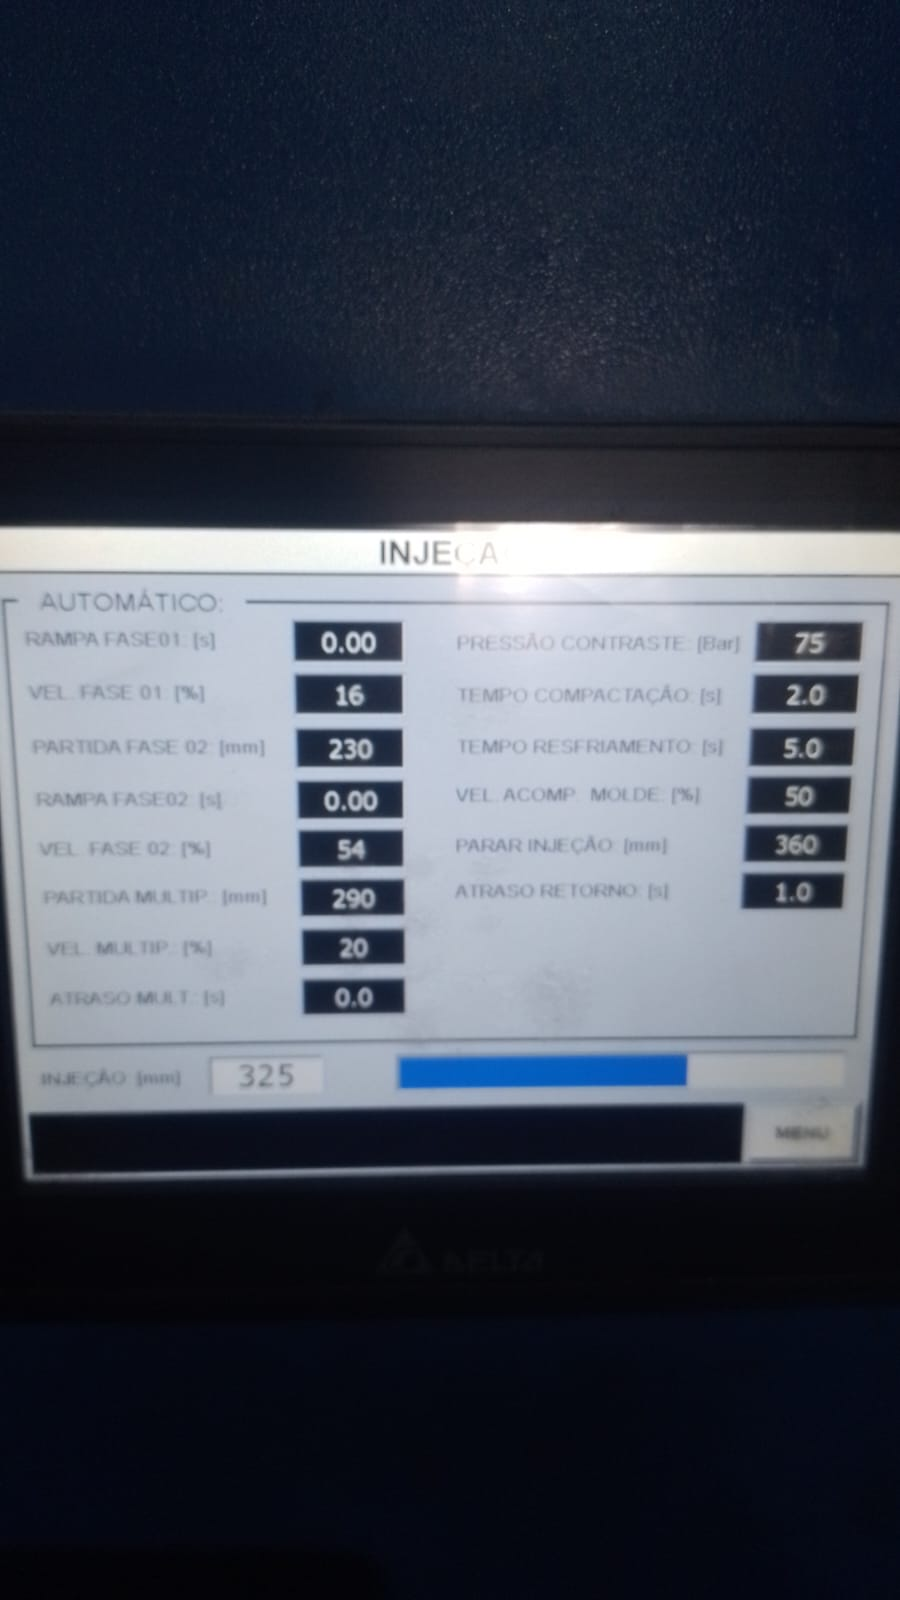 INJEÇA
AUTOMÁTICO:
RAMPA FASE01: [s] 0.00
VEL. FASE 01: [%] 16
PARTIDA FASE 02: [mm] 230
RAMPA FASE02: [s] 0.00
VEL. FASE 02: [%] 54
PARTIDA MULTIP.: [mm] 290
VEL. MULTIP.: [%] 20
ATRASO MULT.: [s] 0.0
PRESSÃO CONTRASTE: [Bar] 75
TEMPO COMPACTAÇÃO: [s] 2.0
TEMPO RESFRIAMENTO: [s] 5.0
VEL. ACOMP. MOLDE: [%] 50
PARAR INJEÇÃO: [mm] 360
ATRASO RETORNO: [s] 1.0
INJEÇÃO: [mm] 325
MENU
DELTA